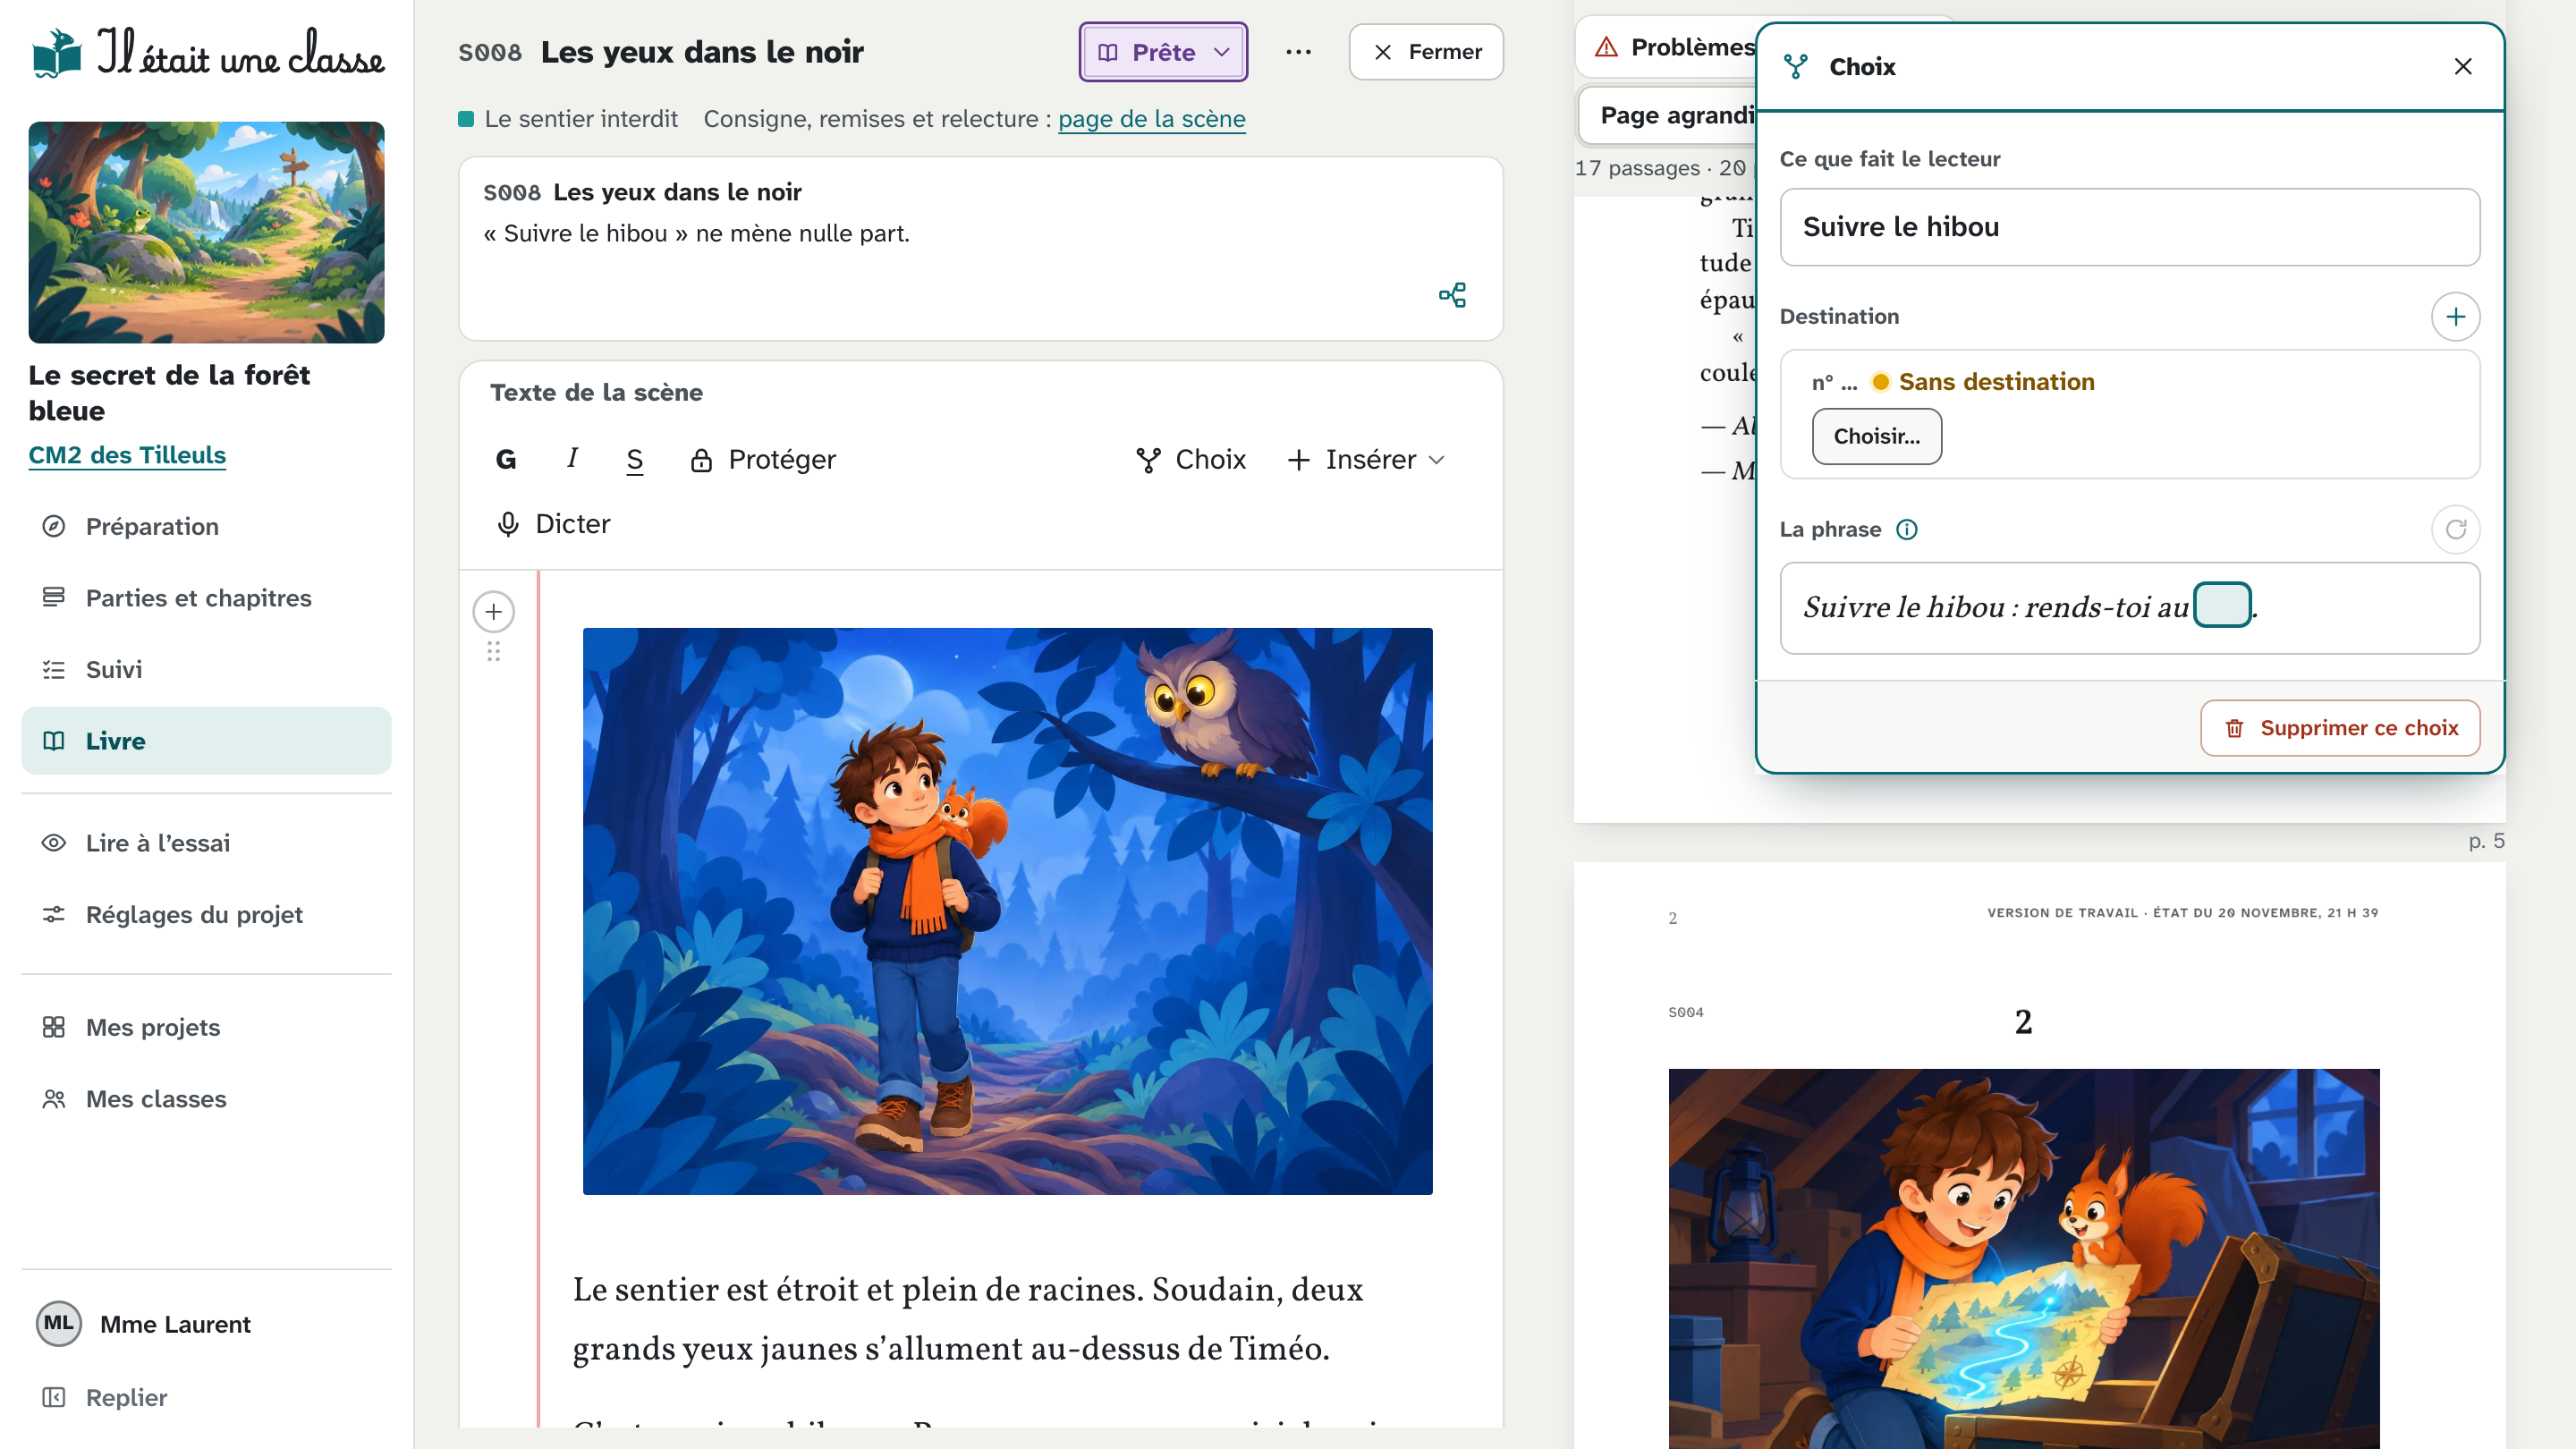 Il était une classe
Le secret de la forêt
bleue
CM2 des Tilleuls
Préparation
Parties et chapitres
Suivi
Livre
Lire à l’essai
Réglages du projet
Mes projets
Mes classes
ML Mme Laurent
Replier
S008 Les yeux dans le noir
Prête
Fermer
Le sentier interdit Consigne, remises et relecture : page de la scène
S008 Les yeux dans le noir
« Suivre le hibou » ne mène nulle part.
Texte de la scène
G I S Protéger Choix Insérer
Dicter
Le sentier est étroit et plein de racines. Soudain, deux
grands yeux jaunes s’allument au-dessus de Timéo.
Problèmes
Page agrandi
17 passages · 20
Ti
tude
épau
«
coule
— Al
— M
Choix
Ce que fait le lecteur
Suivre le hibou
Destination
n° ... Sans destination
Choisir...
La phrase
Suivre le hibou : rends-toi au .
Supprimer ce choix
p. 5
2 VERSION DE TRAVAIL · ÉTAT DU 20 NOVEMBRE, 21 H 39
S004 2